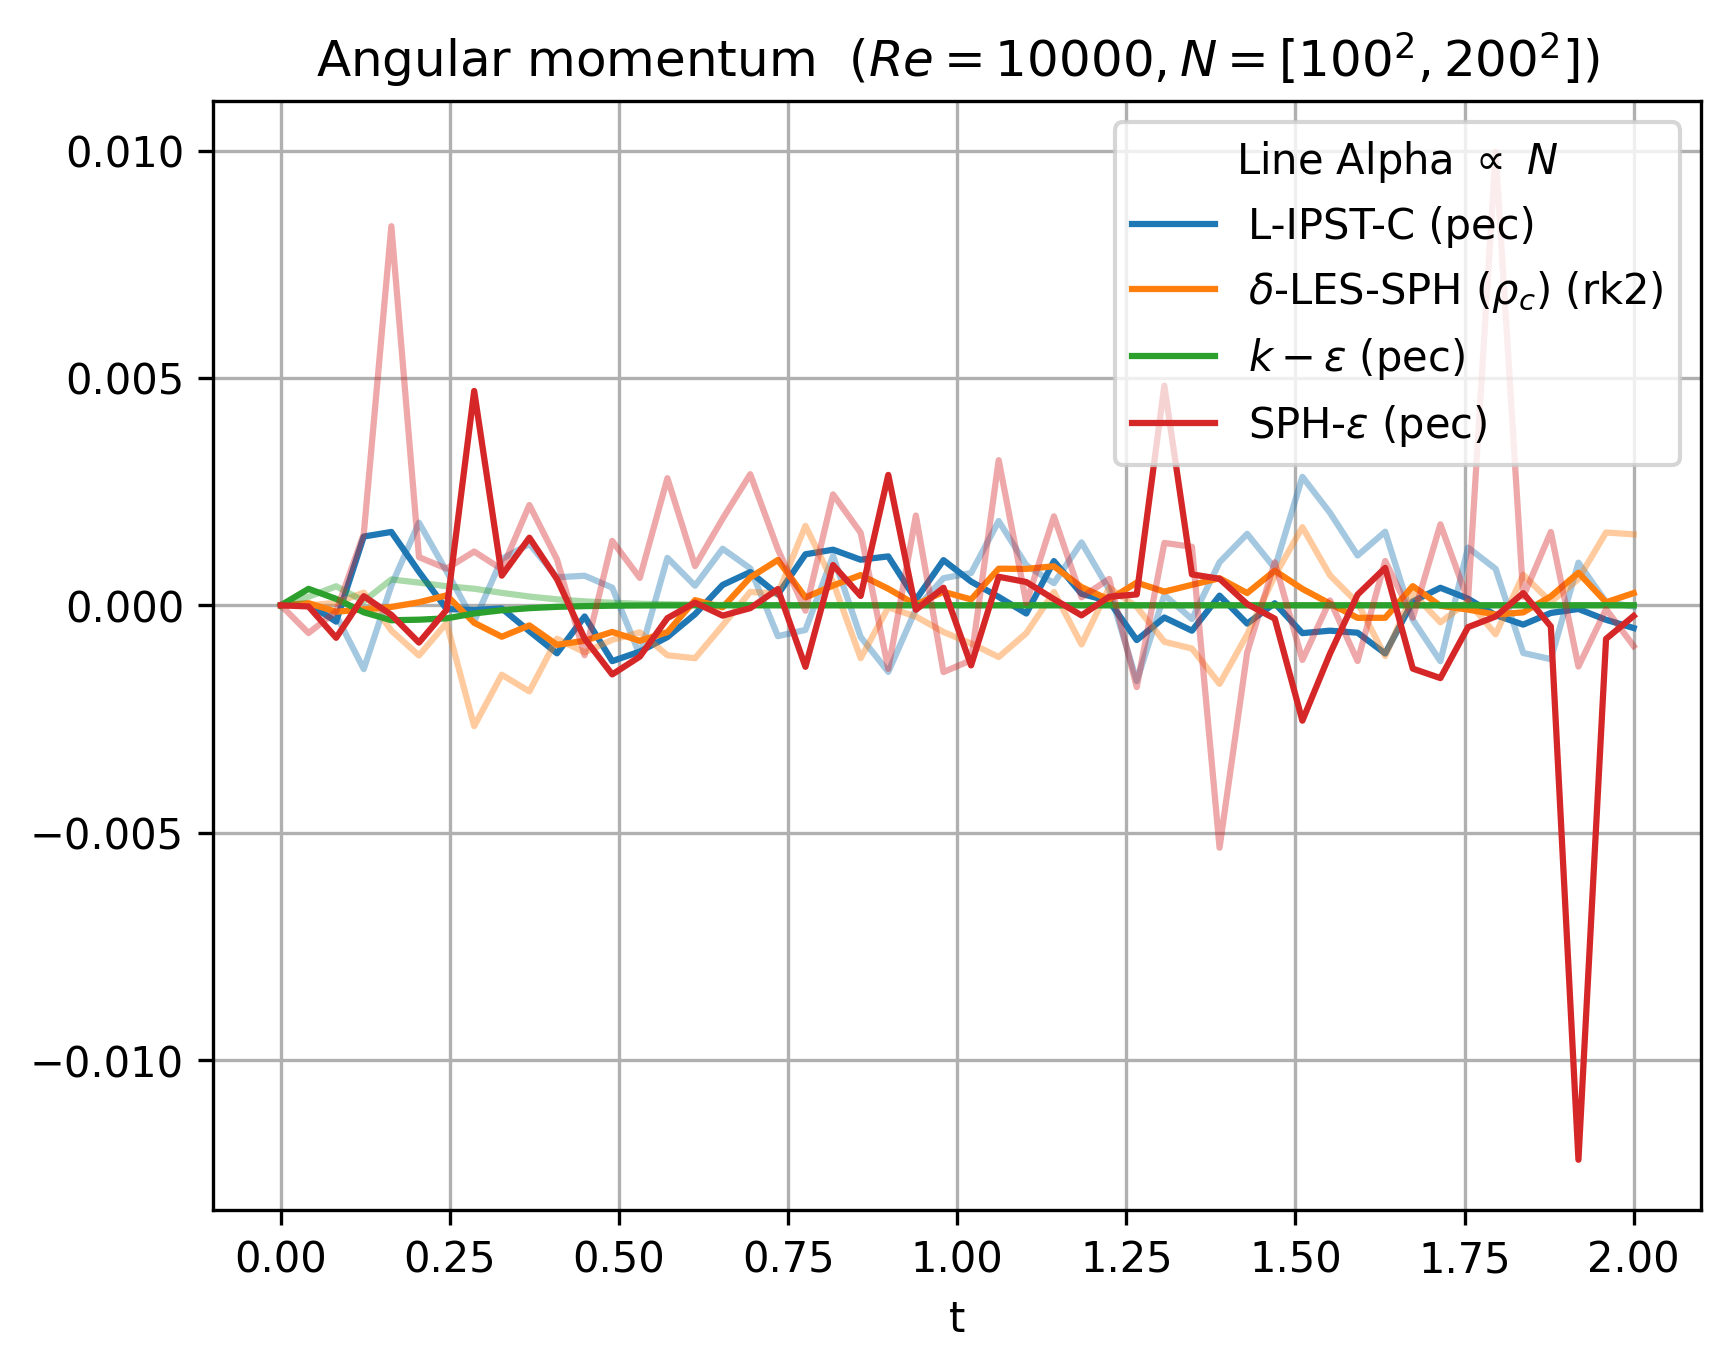 Angular momentum (Re = 10000, N = [100², 200²])
0.010
0.005
0.000
−0.005
−0.010
Line Alpha ∝ N
L-IPST-C (pec)
δ-LES-SPH (ρ_c) (rk2)
k − ε (pec)
SPH-ε (pec)
0.00 0.25 0.50 0.75 1.00 1.25 1.50 1.75 2.00
t